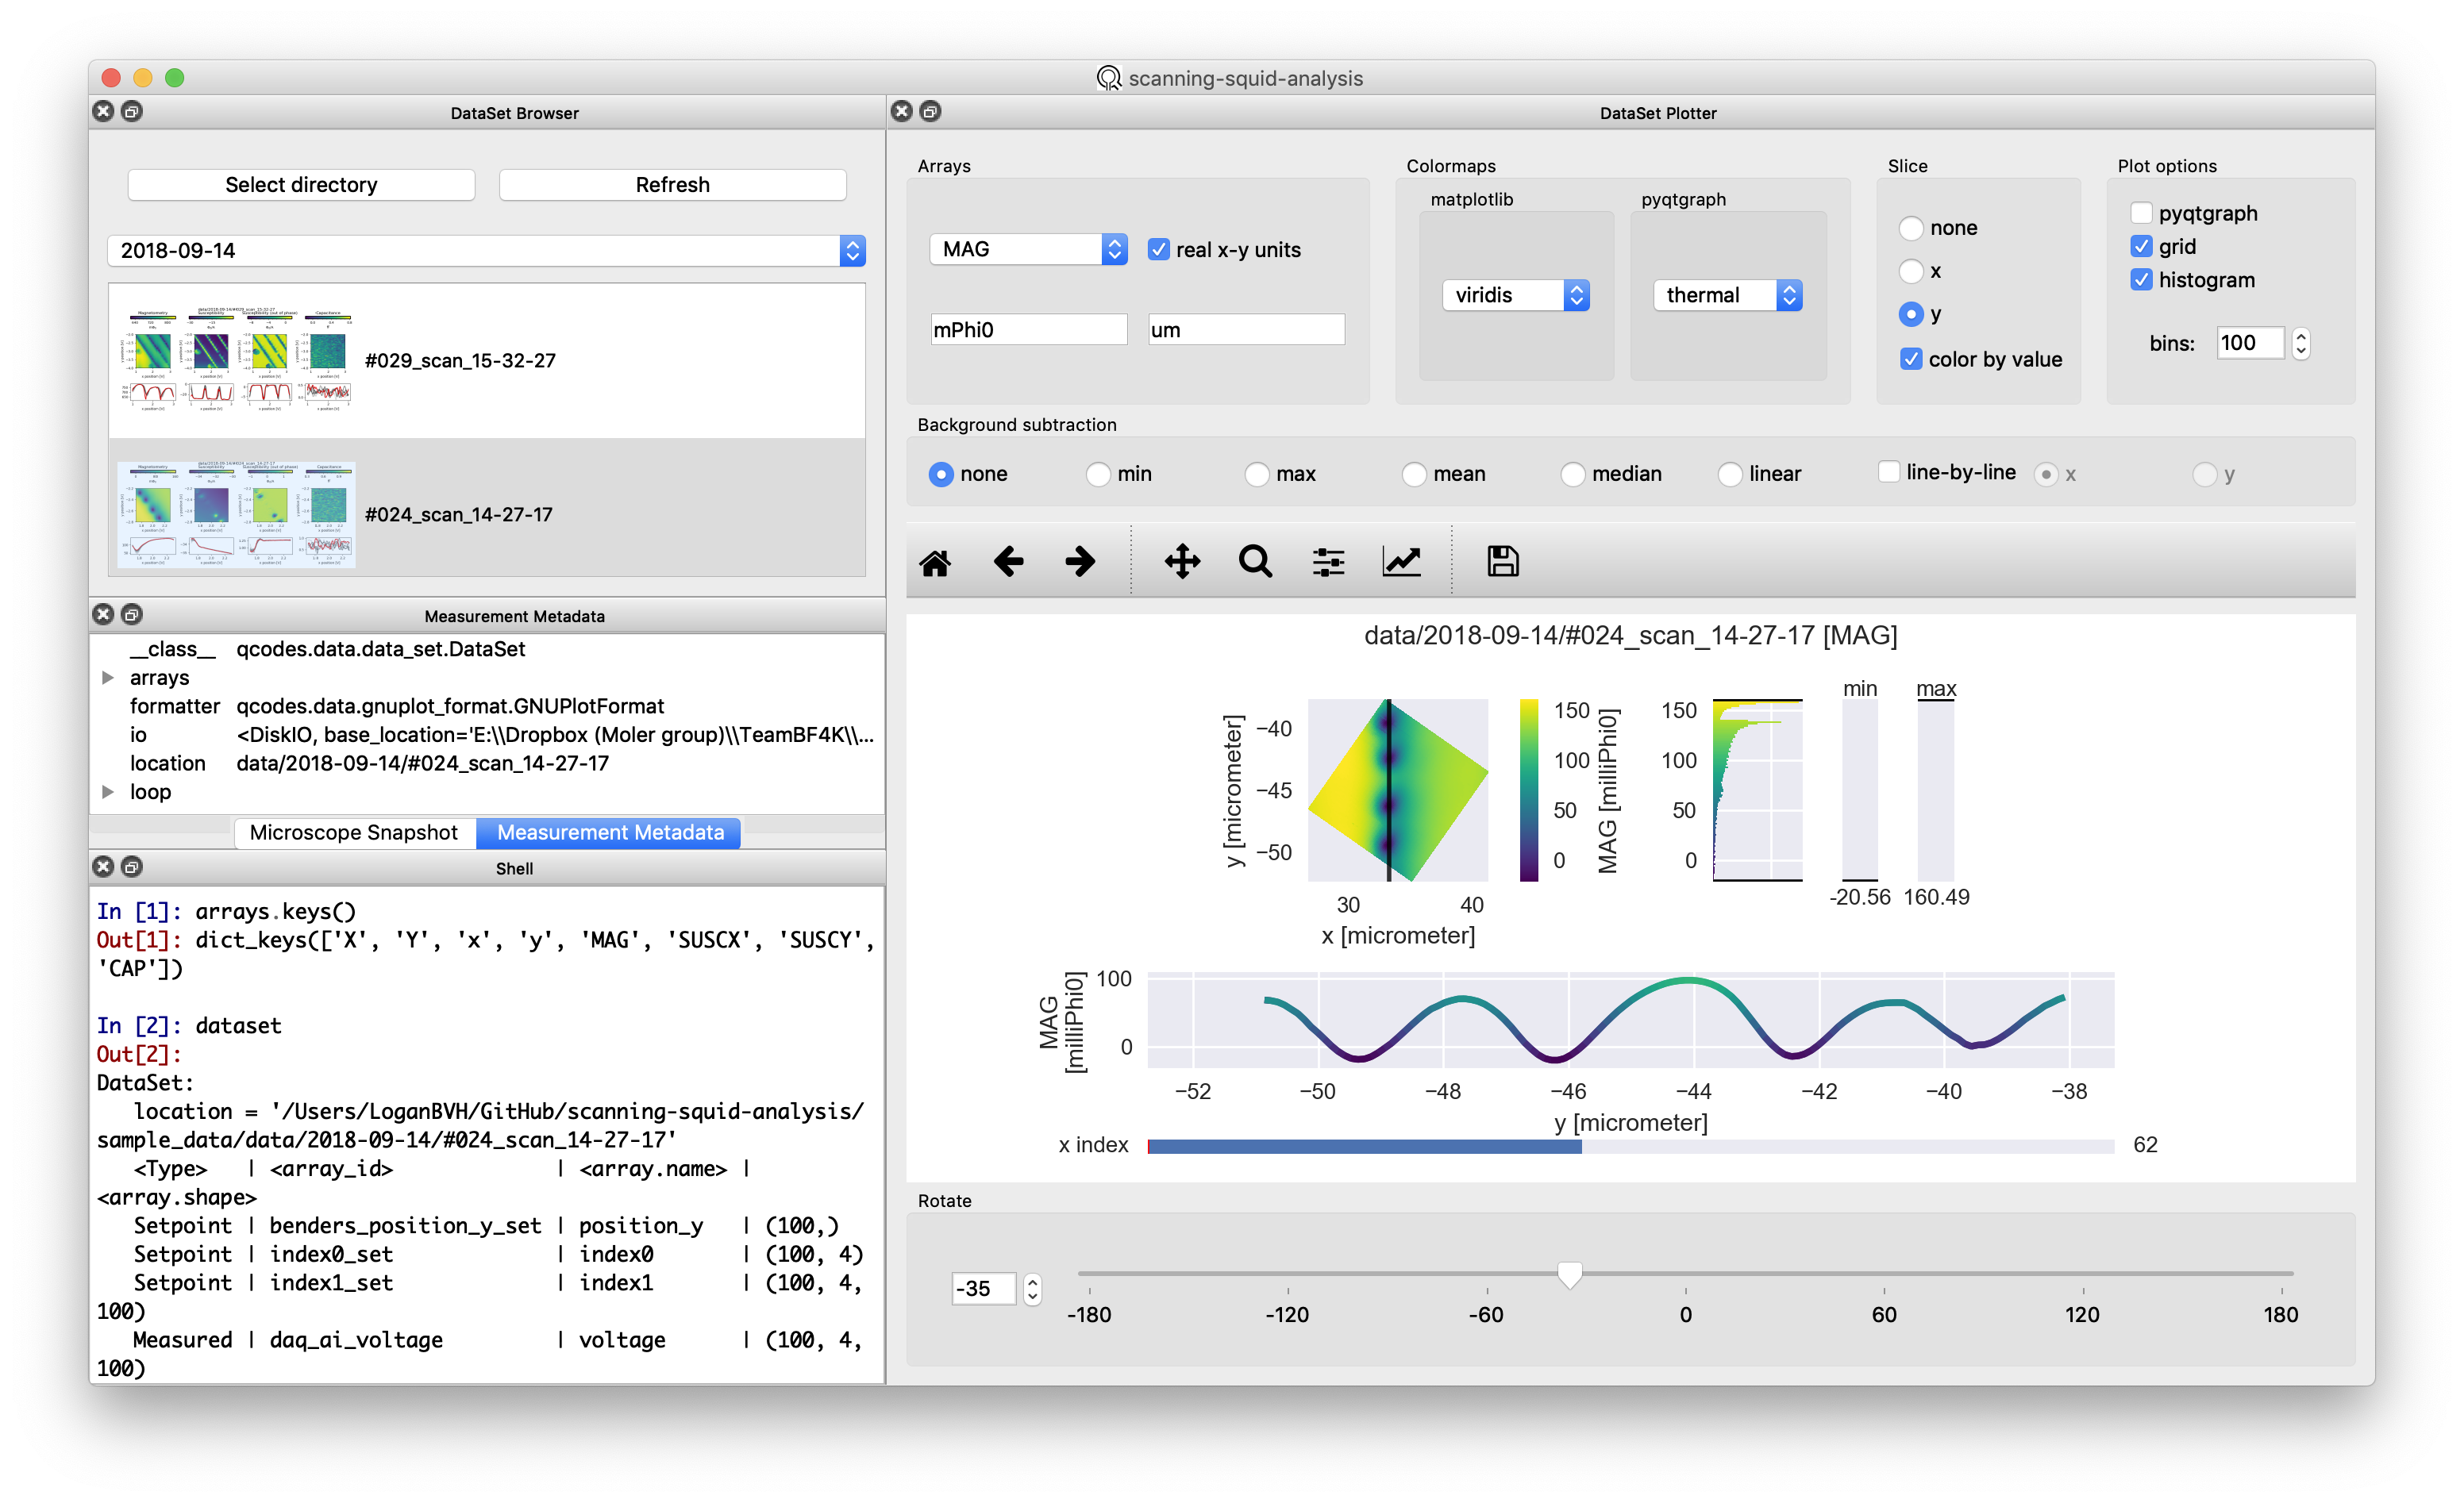 scanning-squid-analysis
DataSet Browser
Select directory
Refresh
2018-09-14
#029_scan_15-32-27
#024_scan_14-27-17
Measurement Metadata
__class__ qcodes.data.data_set.DataSet
arrays
formatter qcodes.data.gnuplot_format.GNUPlotFormat
io <DiskIO, base_location='E:\\Dropbox (Moler group)\\TeamBF4K\\...
location data/2018-09-14/#024_scan_14-27-17
loop
Microscope Snapshot
Measurement Metadata
Shell
In [1]: arrays.keys()
Out[1]: dict_keys(['X', 'Y', 'x', 'y', 'MAG', 'SUSCX', 'SUSCY',
'CAP'])
In [2]: dataset
Out[2]:
DataSet:
location = '/Users/LoganBVH/GitHub/scanning-squid-analysis/
sample_data/data/2018-09-14/#024_scan_14-27-17'
<Type> | <array_id> | <array.name> |
<array.shape>
Setpoint | benders_position_y_set | position_y | (100,)
Setpoint | index0_set | index0 | (100, 4)
Setpoint | index1_set | index1 | (100, 4,
100)
Measured | daq_ai_voltage | voltage | (100, 4,
100)
DataSet Plotter
Arrays
MAG
real x-y units
mPhi0
um
Colormaps
matplotlib
viridis
pyqtgraph
thermal
Slice
none
x
y
color by value
Plot options
pyqtgraph
grid
histogram
bins: 100
Background subtraction
none min max mean median linear line-by-line x y
data/2018-09-14/#024_scan_14-27-17 [MAG]
y [micrometer]
−40
−45
−50
30 40
x [micrometer]
150
100
50
0
MAG [milliPhi0]
150
100
50
0
min
-20.56
max
160.49
MAG
[milliPhi0]
100
0
−52 −50 −48 −46 −44 −42 −40 −38
y [micrometer]
x index 62
Rotate
-35
-180 -120 -60 0 60 120 180